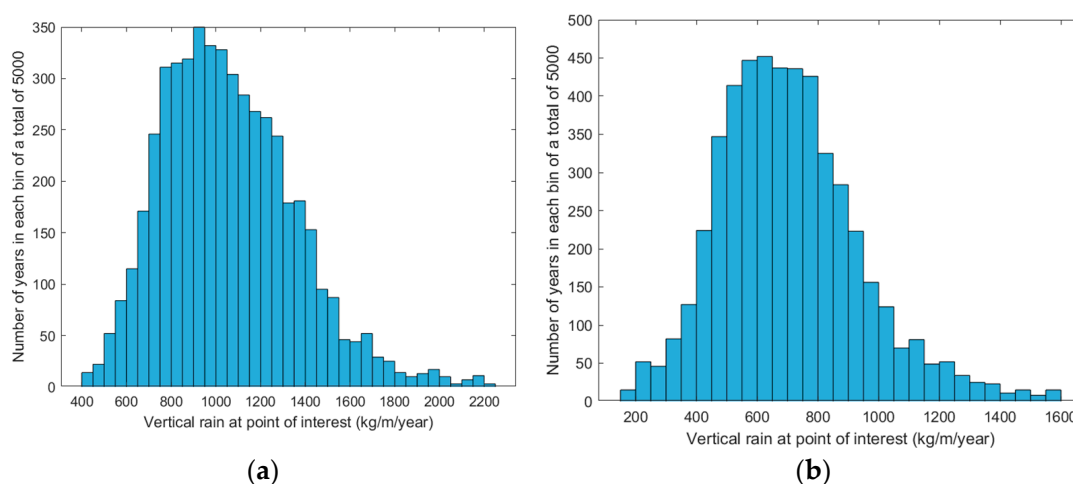 350
300
250
200
150
100
50
0
Number of years in each bin of a total of 5000
400 600 800 1000 1200 1400 1600 1800 2000 2200
Vertical rain at point of interest (kg/m/year)
(a)
500
450
400
350
300
250
200
150
100
50
0
Number of years in each bin of a total of 5000
200 400 600 800 1000 1200 1400 1600
Vertical rain at point of interest (kg/m/year)
(b)